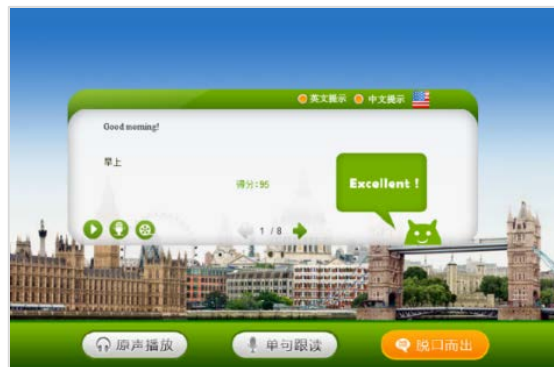 英文提示 中文提示
Good morning!
早上
得分:95
Excellent !
1 / 8
原声播放 单句跟读 脱口而出